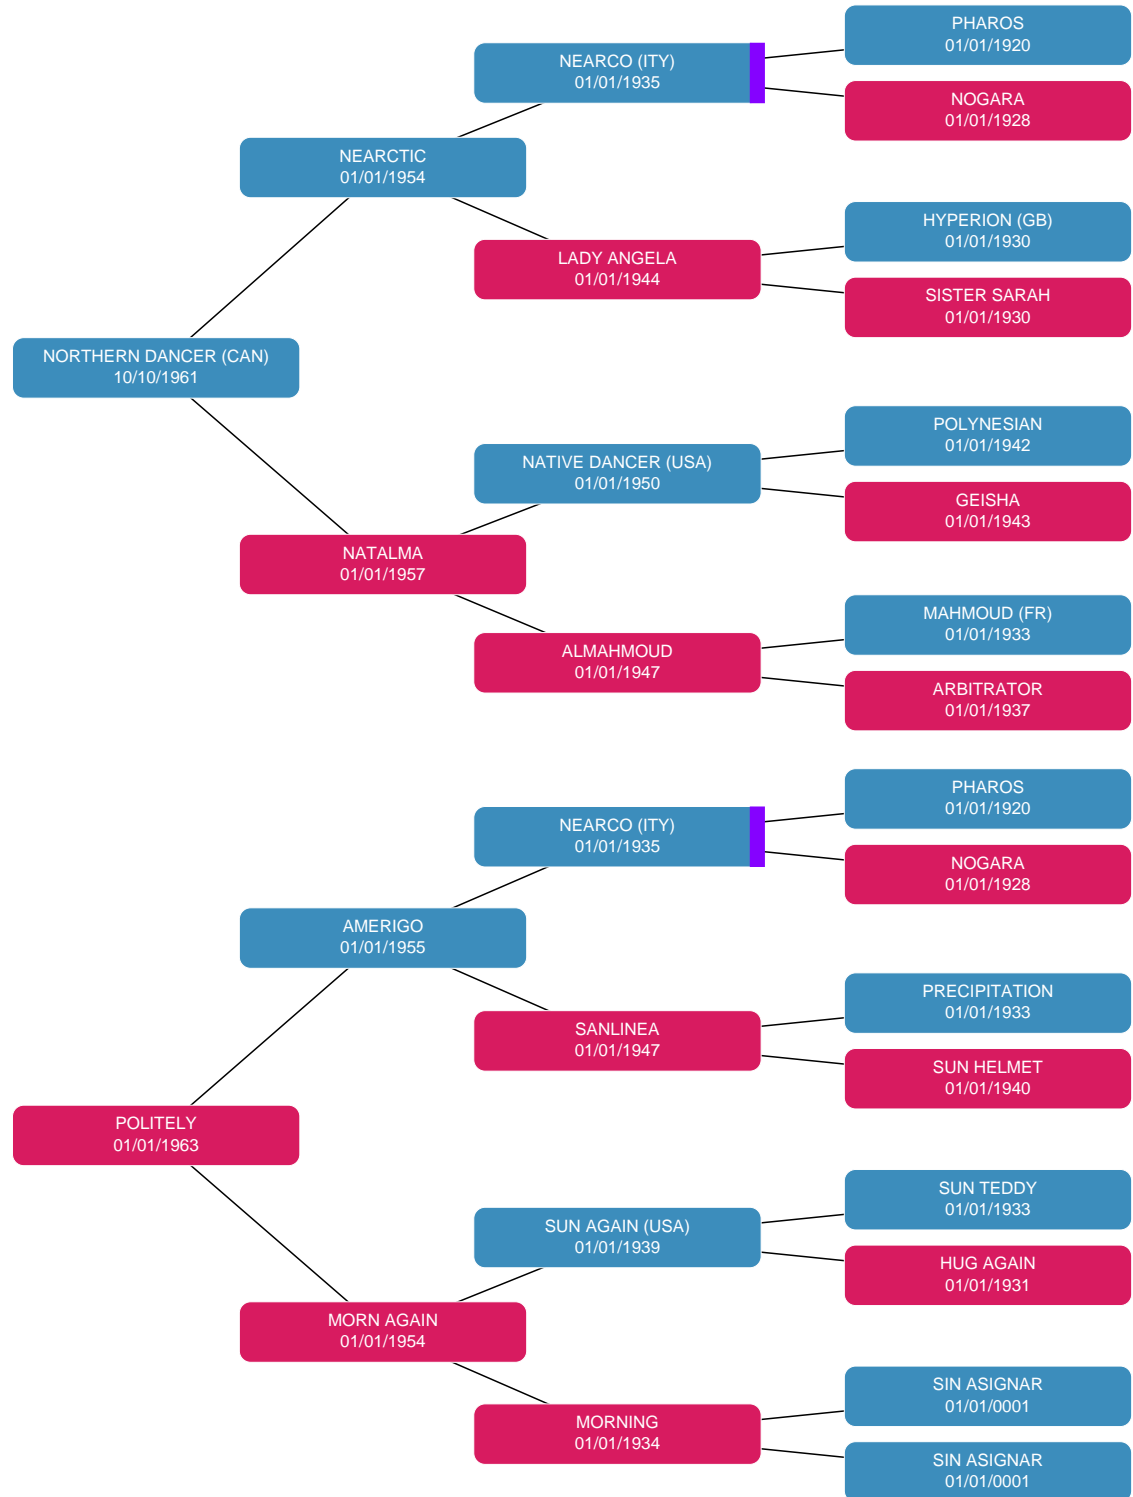 PHAROS
01/01/1920
NEARCO (ITY)
01/01/1935
NOGARA
01/01/1928
NEARCTIC
01/01/1954
HYPERION (GB)
01/01/1930
LADY ANGELA
01/01/1944
SISTER SARAH
01/01/1930
NORTHERN DANCER (CAN)
10/10/1961
POLYNESIAN
01/01/1942
NATIVE DANCER (USA)
01/01/1950
GEISHA
01/01/1943
NATALMA
01/01/1957
MAHMOUD (FR)
01/01/1933
ALMAHMOUD
01/01/1947
ARBITRATOR
01/01/1937
PHAROS
01/01/1920
NEARCO (ITY)
01/01/1935
NOGARA
01/01/1928
AMERIGO
01/01/1955
PRECIPITATION
01/01/1933
SANLINEA
01/01/1947
SUN HELMET
01/01/1940
POLITELY
01/01/1963
SUN TEDDY
01/01/1933
SUN AGAIN (USA)
01/01/1939
HUG AGAIN
01/01/1931
MORN AGAIN
01/01/1954
SIN ASIGNAR
01/01/0001
MORNING
01/01/1934
SIN ASIGNAR
01/01/0001